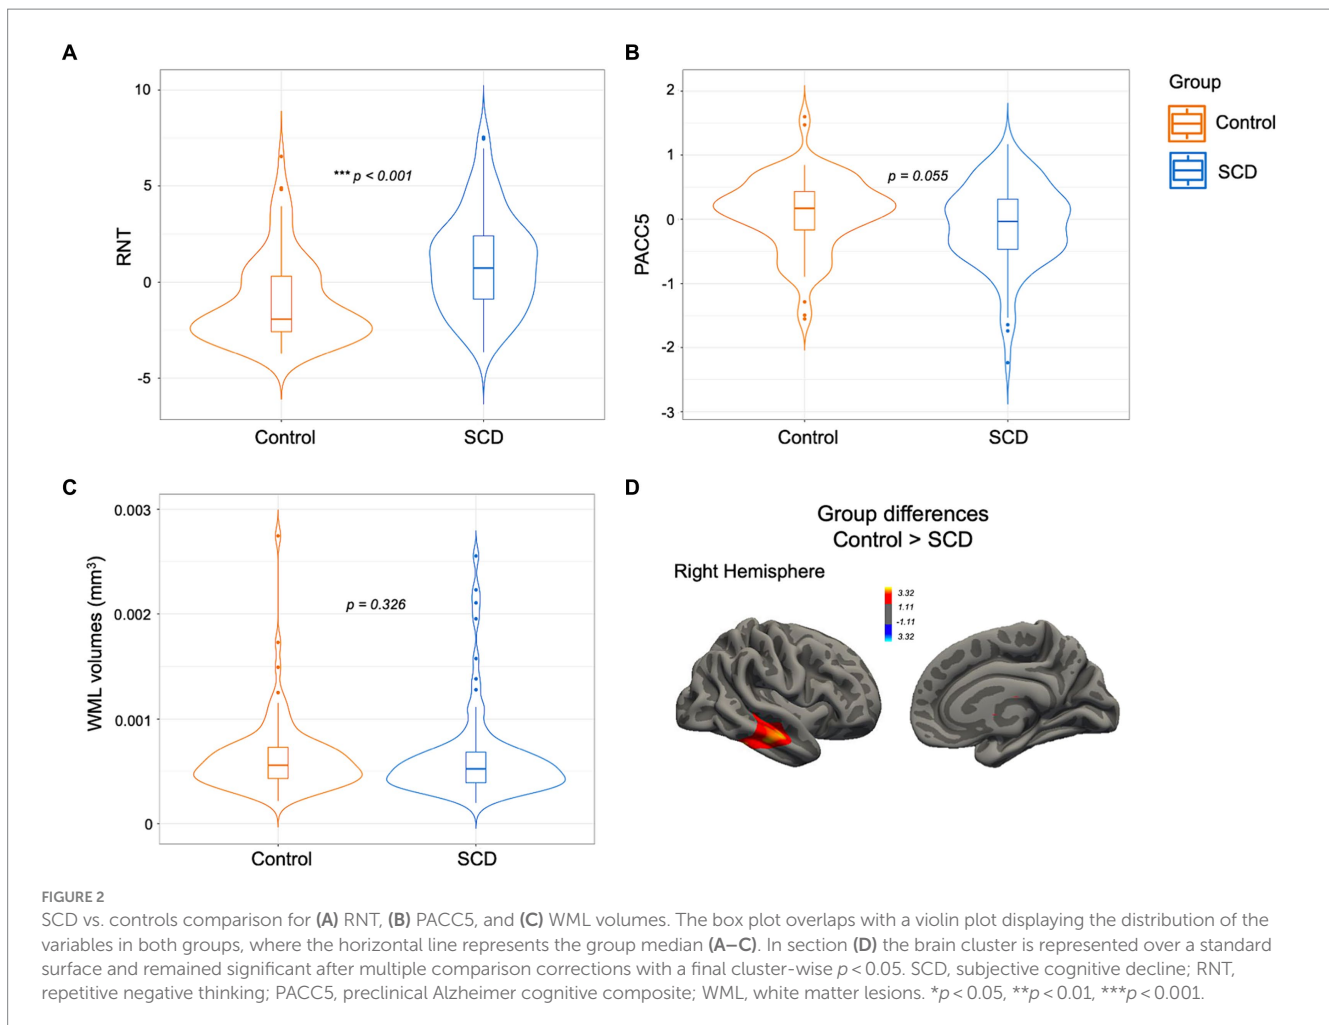 A
RNT
10
5
0
-5
*** p < 0.001
Control
SCD
B
PACC5
2
1
0
-1
-2
-3
p = 0.055
Control
SCD
Group
Control
SCD
C
WML volumes (mm³)
0.003
0.002
0.001
0
p = 0.326
Control
SCD
D
Group differences
Control > SCD
Right Hemisphere
3.32
1.11
-1.11
3.32
FIGURE 2
SCD vs. controls comparison for (A) RNT, (B) PACC5, and (C) WML volumes. The box plot overlaps with a violin plot displaying the distribution of the
variables in both groups, where the horizontal line represents the group median (A–C). In section (D) the brain cluster is represented over a standard
surface and remained significant after multiple comparison corrections with a final cluster-wise p < 0.05. SCD, subjective cognitive decline; RNT,
repetitive negative thinking; PACC5, preclinical Alzheimer cognitive composite; WML, white matter lesions. *p < 0.05, **p < 0.01, ***p < 0.001.